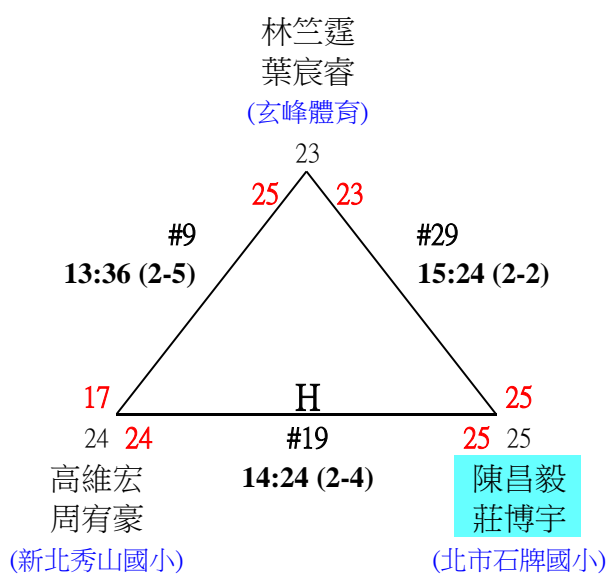 林竺霆
葉宸睿
(玄峰體育)
23
25 23
#9 #29
13:36 (2-5) 15:24 (2-2)
17 H 25
24 24 #19 25 25
高維宏 14:24 (2-4) 陳昌毅
周宥豪 莊博宇
(新北秀山國小) (北市石牌國小)